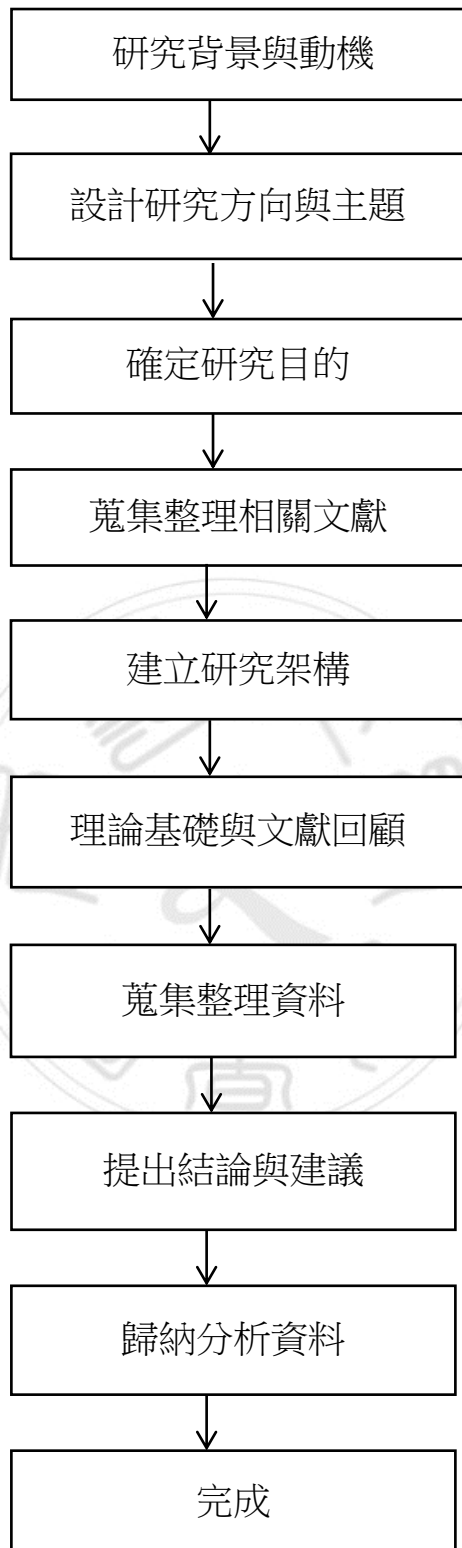 研究背景與動機
設計研究方向與主題
確定研究目的
蒐集整理相關文獻
建立研究架構
理論基礎與文獻回顧
蒐集整理資料
提出結論與建議
歸納分析資料
完成